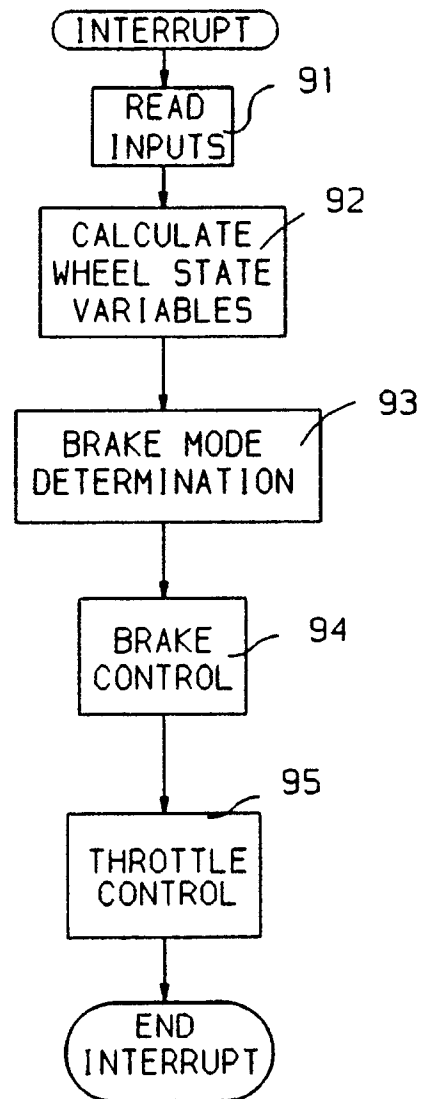 INTERRUPT
91
READ
INPUTS
92
CALCULATE
WHEEL STATE
VARIABLES
93
BRAKE MODE
DETERMINATION
94
BRAKE
CONTROL
95
THROTTLE
CONTROL
END
INTERRUPT